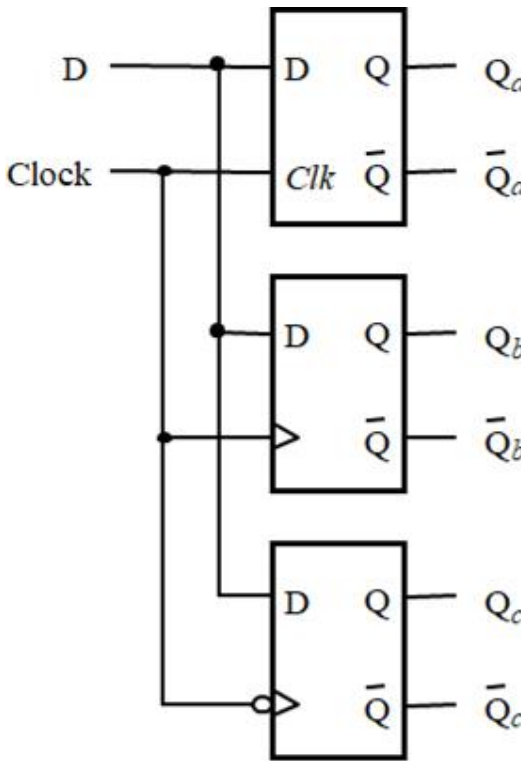 D D Q Qa
Clock Clk Q̅ Q̅a
D Q Qb
Q̅ Q̅b
D Q Qc
Q̅ Q̅c